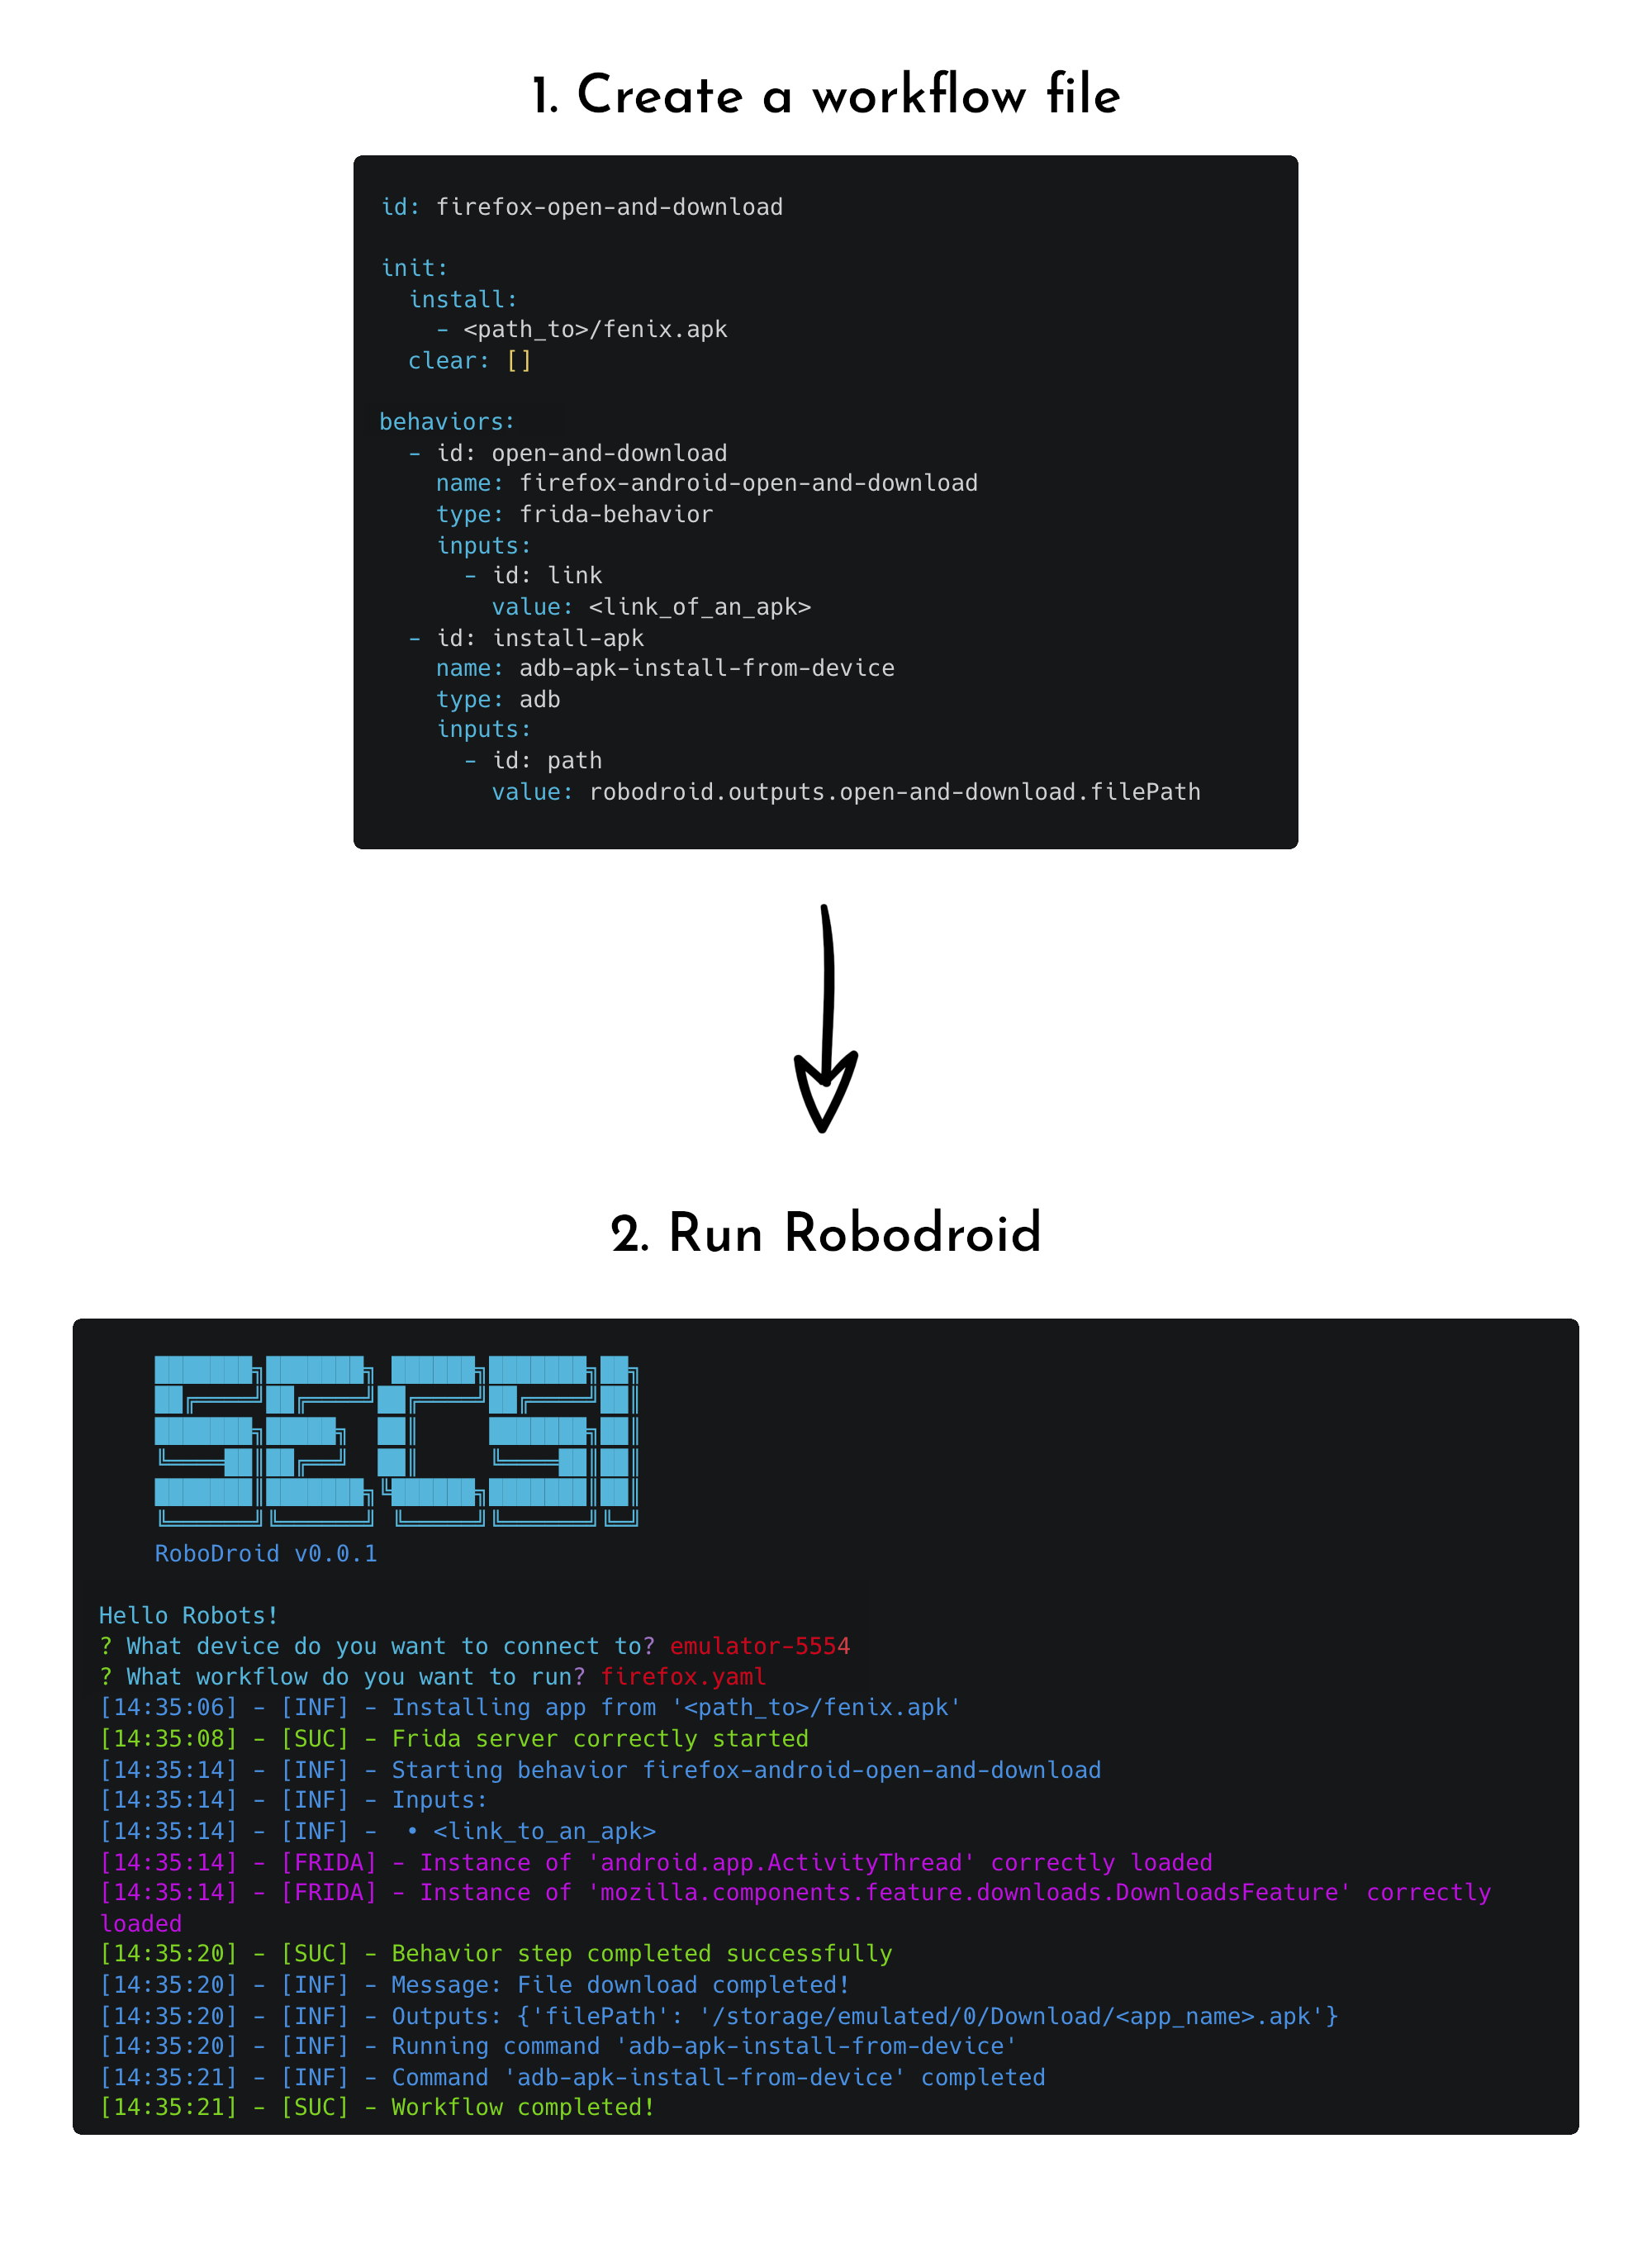 1. Create a workflow file
id: firefox-open-and-download
init:
install:
- <path_to>/fenix.apk
clear: []
behaviors:
- id: open-and-download
name: firefox-android-open-and-download
type: frida-behavior
inputs:
- id: link
value: <link_of_an_apk>
- id: install-apk
name: adb-apk-install-from-device
type: adb
inputs:
- id: path
value: robodroid.outputs.open-and-download.filePath
2. Run Robodroid
SECSI
RoboDroid v0.0.1
Hello Robots!
? What device do you want to connect to? emulator-5554
? What workflow do you want to run? firefox.yaml
[14:35:06] - [INF] - Installing app from '<path_to>/fenix.apk'
[14:35:08] - [SUC] - Frida server correctly started
[14:35:14] - [INF] - Starting behavior firefox-android-open-and-download
[14:35:14] - [INF] - Inputs:
[14:35:14] - [INF] - • <link_to_an_apk>
[14:35:14] - [FRIDA] - Instance of 'android.app.ActivityThread' correctly loaded
[14:35:14] - [FRIDA] - Instance of 'mozilla.components.feature.downloads.DownloadsFeature' correctly
loaded
[14:35:20] - [SUC] - Behavior step completed successfully
[14:35:20] - [INF] - Message: File download completed!
[14:35:20] - [INF] - Outputs: {'filePath': '/storage/emulated/0/Download/<app_name>.apk'}
[14:35:20] - [INF] - Running command 'adb-apk-install-from-device'
[14:35:21] - [INF] - Command 'adb-apk-install-from-device' completed
[14:35:21] - [SUC] - Workflow completed!